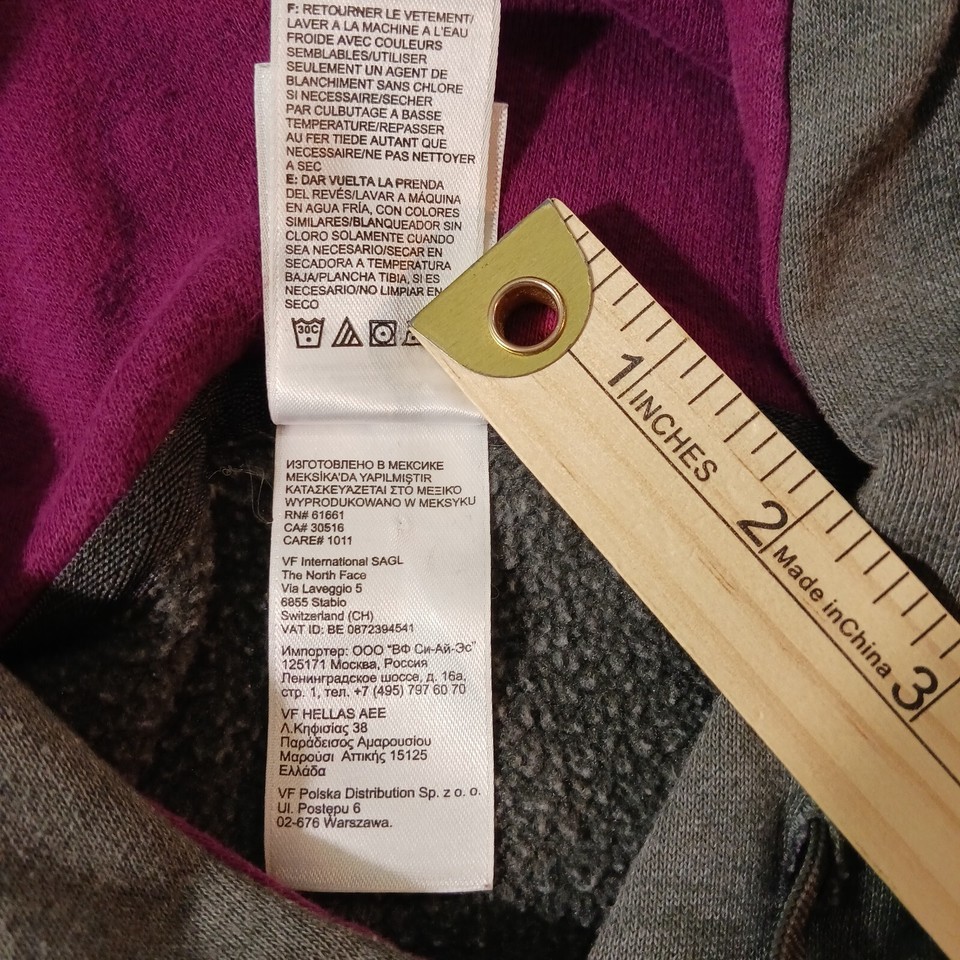 F: RETOURNER LE VETEMENT/
LAVER A LA MACHINE A L'EAU
FROIDE AVEC COULEURS
SEMBLABLES/UTILISER
SEULEMENT UN AGENT DE
BLANCHIMENT SANS CHLORE
SI NECESSAIRE/SECHER
PAR CULBUTAGE A BASSE
TEMPERATURE/REPASSER
AU FER TIEDE AUTANT QUE
NECESSAIRE/NE PAS NETTOYER
A SEC
E: DAR VUELTA LA PRENDA
DEL REVÉS/LAVAR A MÁQUINA
EN AGUA FRÍA, CON COLORES
SIMILARES/BLANQUEADOR SIN
CLORO SOLAMENTE CUANDO
SEA NECESARIO/SECAR EN
SECADORA A TEMPERATURA
BAJA/PLANCHA TIBIA, SI ES
NECESARIO/NO LIMPIAR EN
SECO
30C
ИЗГОТОВЛЕНО В МЕКСИКЕ
MEKSİKA'DA YAPILMIŞTIR
ΚΑΤΑΣΚΕΥΆΖΕΤΑΙ ΣΤΟ ΜΕΞΙΚΌ
WYPRODUKOWANO W MEKSYKU
RN# 61661
CA# 30516
CARE# 1011
VF International SAGL
The North Face
Via Laveggio 5
6855 Stabio
Switzerland (CH)
VAT ID: BE 0872394541
Импортер: ООО "ВФ Си-Ай-Эс"
125171 Москва, Россия
Ленинградское шоссе, д. 16а,
стр. 1, тел. +7 (495) 797 60 70
VF HELLAS AEE
Λ.Κηφισίας 38
Παράδεισος Αμαρουσίου
Μαρούσι Αττικής 15125
Ελλάδα
VF Polska Distribution Sp. z o. o.
Ul. Postępu 6
02-676 Warszawa.
1 INCHES
2 Made inChina 3